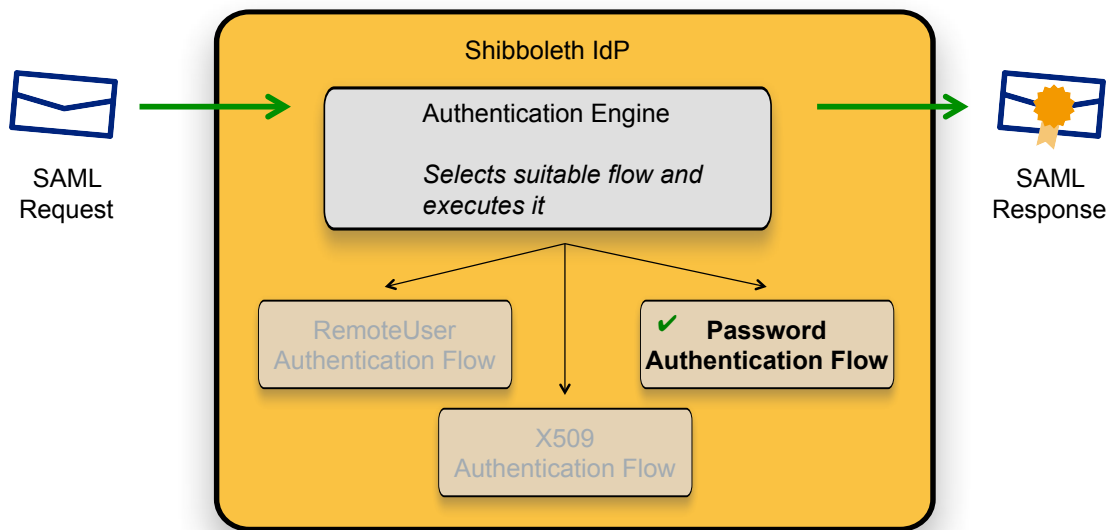 Shibboleth IdP
SAML
Request
Authentication Engine
Selects suitable flow and
executes it
SAML
Response
RemoteUser
Authentication Flow
✔ Password
Authentication Flow
X509
Authentication Flow